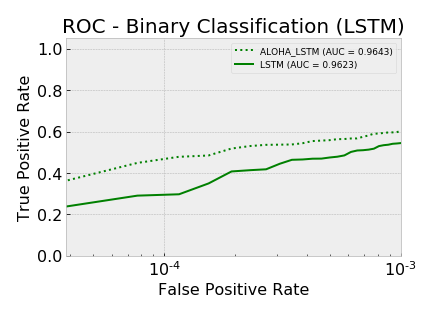 ROC - Binary Classification (LSTM)
ALOHA_LSTM (AUC = 0.9643)
LSTM (AUC = 0.9623)
True Positive Rate
1.0
0.8
0.6
0.4
0.2
0.0
10⁻⁴
10⁻³
False Positive Rate